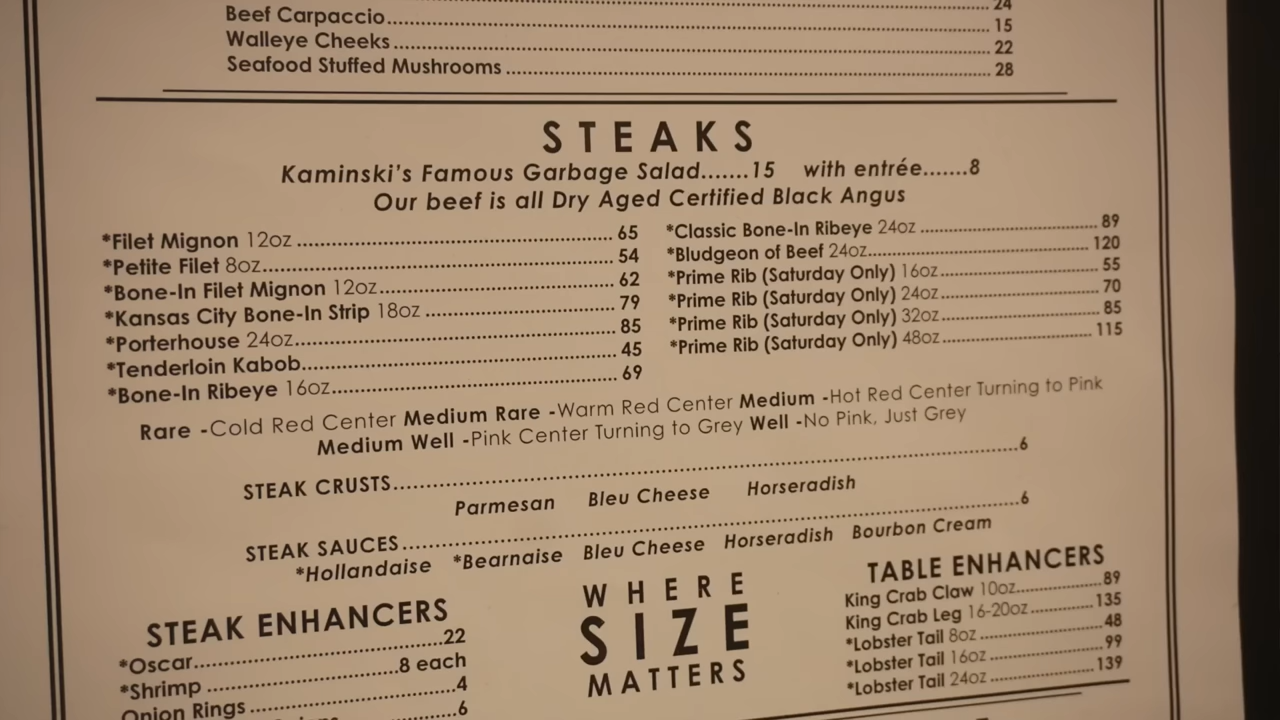 24
Beef Carpaccio 15
Walleye Cheeks 22
Seafood Stuffed Mushrooms 28
STEAKS
Kaminski's Famous Garbage Salad.......15 with entrée.......8
Our beef is all Dry Aged Certified Black Angus
*Filet Mignon 12oz 65
*Petite Filet 8oz 54
*Bone-In Filet Mignon 12oz 62
*Kansas City Bone-In Strip 18oz 79
*Porterhouse 24oz 85
*Tenderloin Kabob 45
*Bone-In Ribeye 16oz 69
*Classic Bone-In Ribeye 24oz 89
*Bludgeon of Beef 24oz 120
*Prime Rib (Saturday Only) 16oz 55
*Prime Rib (Saturday Only) 24oz 70
*Prime Rib (Saturday Only) 32oz 85
*Prime Rib (Saturday Only) 48oz 115
Rare -Cold Red Center Medium Rare -Warm Red Center Medium -Hot Red Center Turning to Pink
Medium Well -Pink Center Turning to Grey Well -No Pink, Just Grey
STEAK CRUSTS 6
Parmesan Bleu Cheese Horseradish
STEAK SAUCES 6
*Hollandaise *Bearnaise Bleu Cheese Horseradish Bourbon Cream
STEAK ENHANCERS
*Oscar 22
*Shrimp 8 each
Onion Rings 4
6
WHERE
SIZE
MATTERS
TABLE ENHANCERS
King Crab Claw 10oz 89
King Crab Leg 16-20oz 135
*Lobster Tail 8oz 48
*Lobster Tail 16oz 99
*Lobster Tail 24oz 139